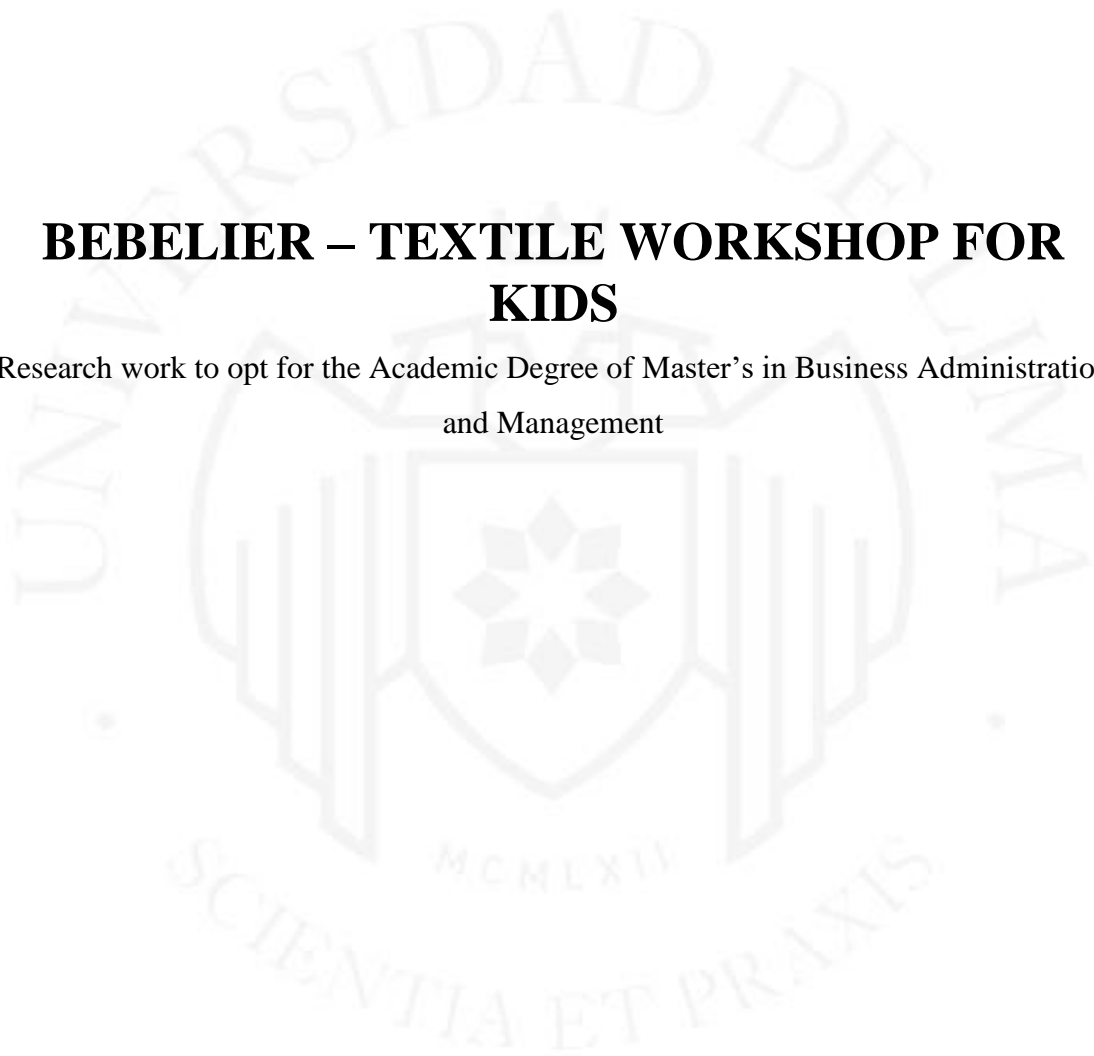 UNIVERSIDAD DE LIMA
BEBELIER – TEXTILE WORKSHOP FOR
KIDS
Research work to opt for the Academic Degree of Master’s in Business Administratio
and Management
MCMLXII
SCIENTIA ET PRAXIS